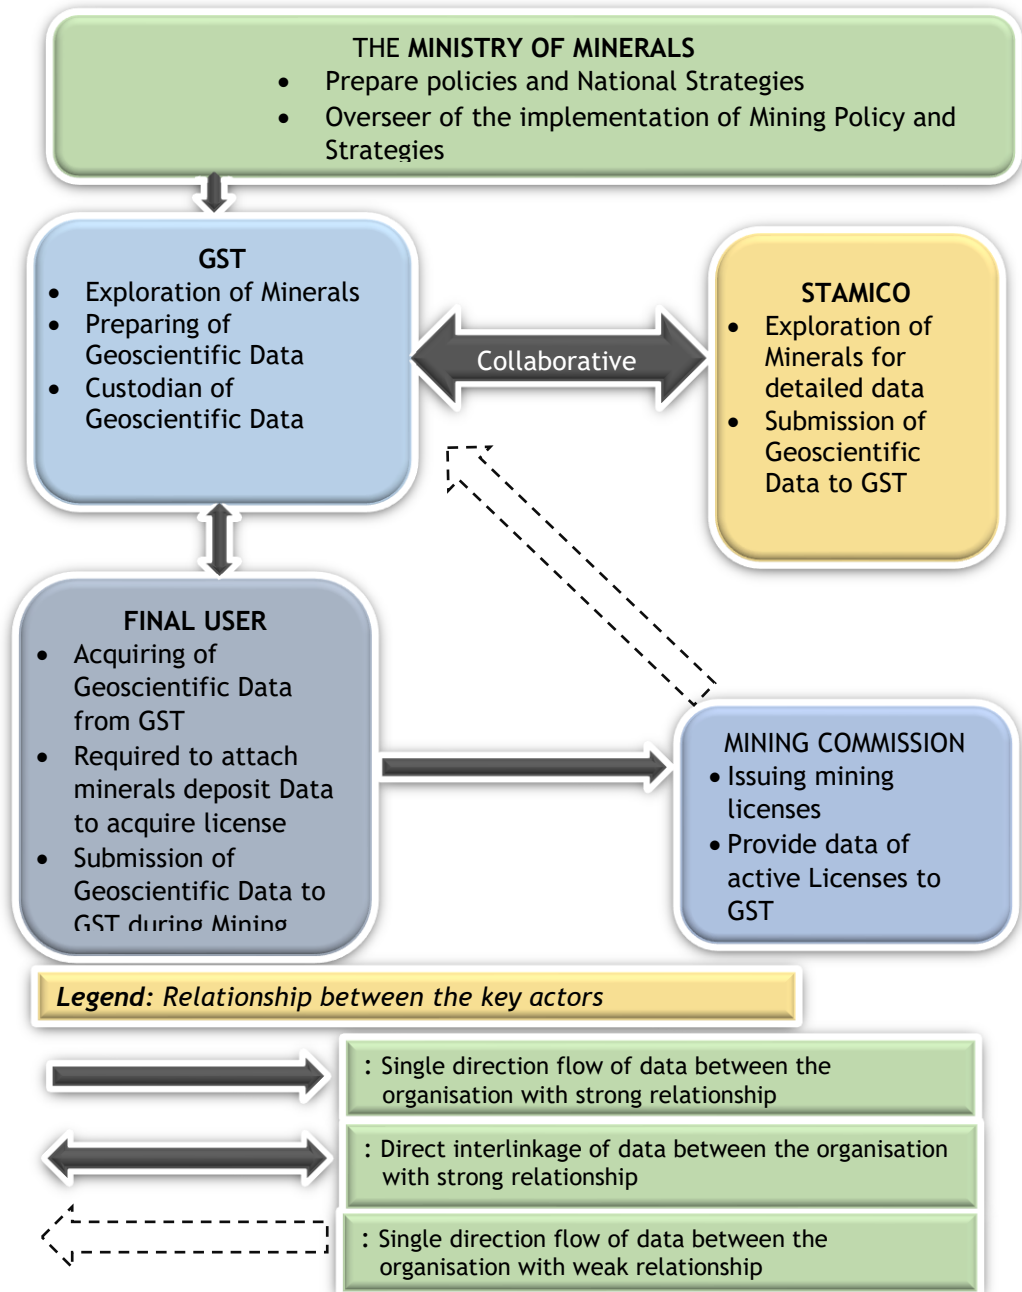 THE MINISTRY OF MINERALS
• Prepare policies and National Strategies
• Overseer of the implementation of Mining Policy and
Strategies
GST
• Exploration of Minerals
• Preparing of
Geoscientific Data
• Custodian of
Geoscientific Data
Collaborative
STAMICO
• Exploration of
Minerals for
detailed data
• Submission of
Geoscientific
Data to GST
FINAL USER
• Acquiring of
Geoscientific Data
from GST
• Required to attach
minerals deposit Data
to acquire license
• Submission of
Geoscientific Data to
GST during Mining
MINING COMMISSION
• Issuing mining
licenses
• Provide data of
active Licenses to
GST
Legend: Relationship between the key actors
: Single direction flow of data between the
organisation with strong relationship
: Direct interlinkage of data between the organisation
with strong relationship
: Single direction flow of data between the
organisation with weak relationship